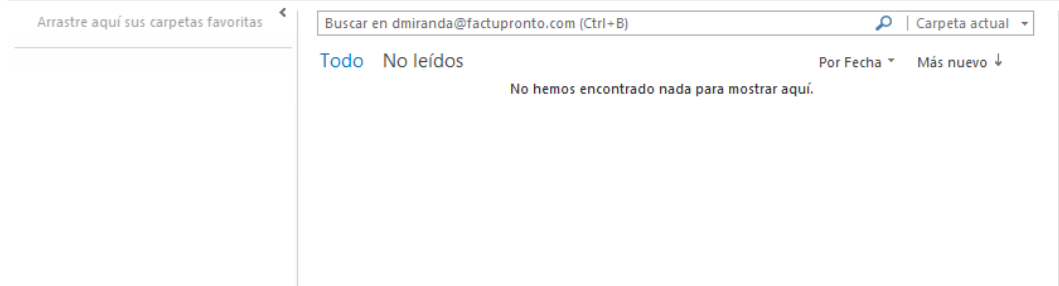 Arrastre aquí sus carpetas favoritas
Buscar en dmiranda@factupronto.com (Ctrl+B) Carpeta actual
Todo No leídos Por Fecha Más nuevo
No hemos encontrado nada para mostrar aquí.